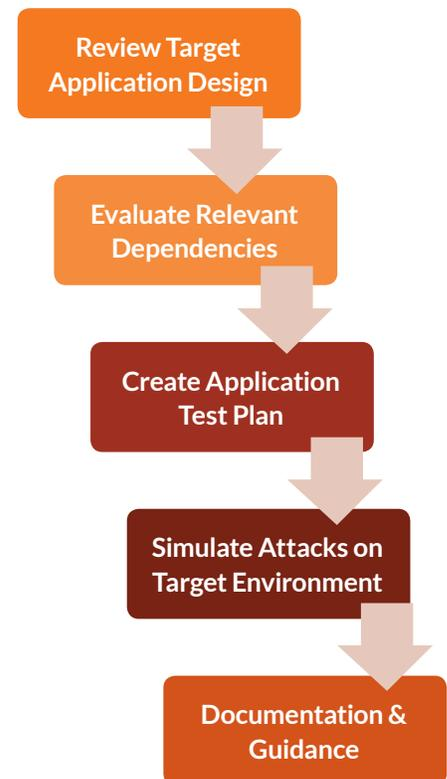 Review Target
Application Design
Evaluate Relevant
Dependencies
Create Application
Test Plan
Simulate Attacks on
Target Environment
Documentation &
Guidance